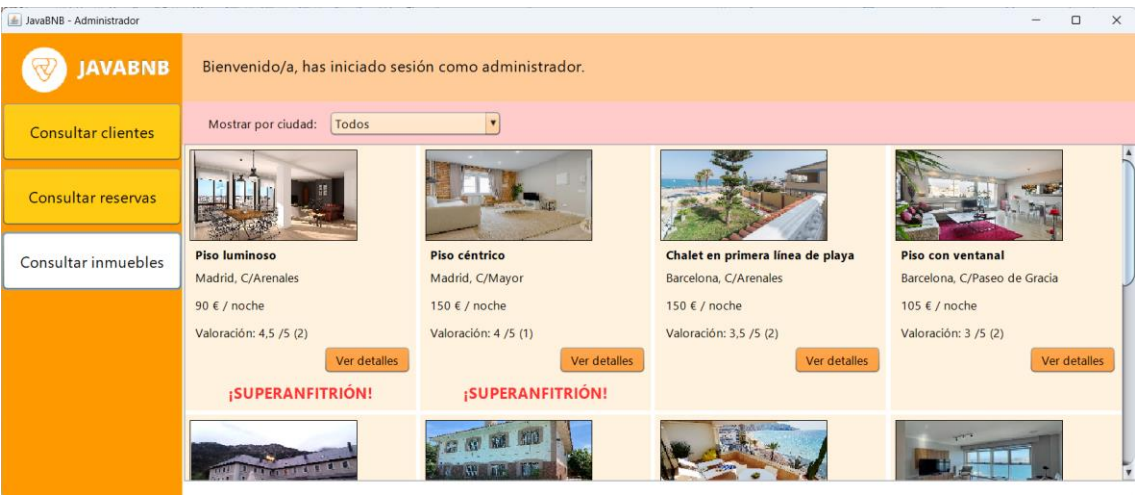 JavaBNB - Administrador
JAVABNB
Bienvenido/a, has iniciado sesión como administrador.
Consultar clientes
Consultar reservas
Consultar inmuebles
Mostrar por ciudad: Todos
Piso luminoso
Madrid, C/Arenales
90 € / noche
Valoración: 4,5 /5 (2)
Ver detalles
¡SUPERANFITRIÓN!
Piso céntrico
Madrid, C/Mayor
150 € / noche
Valoración: 4 /5 (1)
Ver detalles
¡SUPERANFITRIÓN!
Chalet en primera línea de playa
Barcelona, C/Arenales
150 € / noche
Valoración: 3,5 /5 (2)
Ver detalles
Piso con ventanal
Barcelona, C/Paseo de Gracia
105 € / noche
Valoración: 3 /5 (2)
Ver detalles